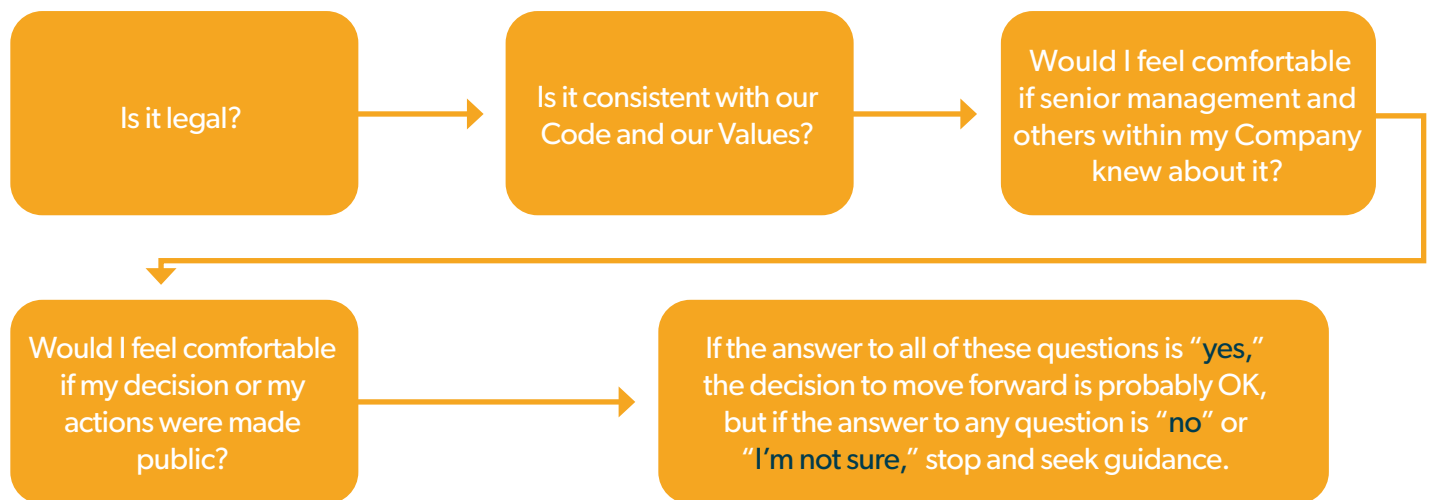 Is it legal?
Is it consistent with our
Code and our Values?
Would I feel comfortable
if senior management and
others within my Company
knew about it?
Would I feel comfortable
if my decision or my
actions were made
public?
If the answer to all of these questions is “yes,”
the decision to move forward is probably OK,
but if the answer to any question is “no” or
“I’m not sure,” stop and seek guidance.